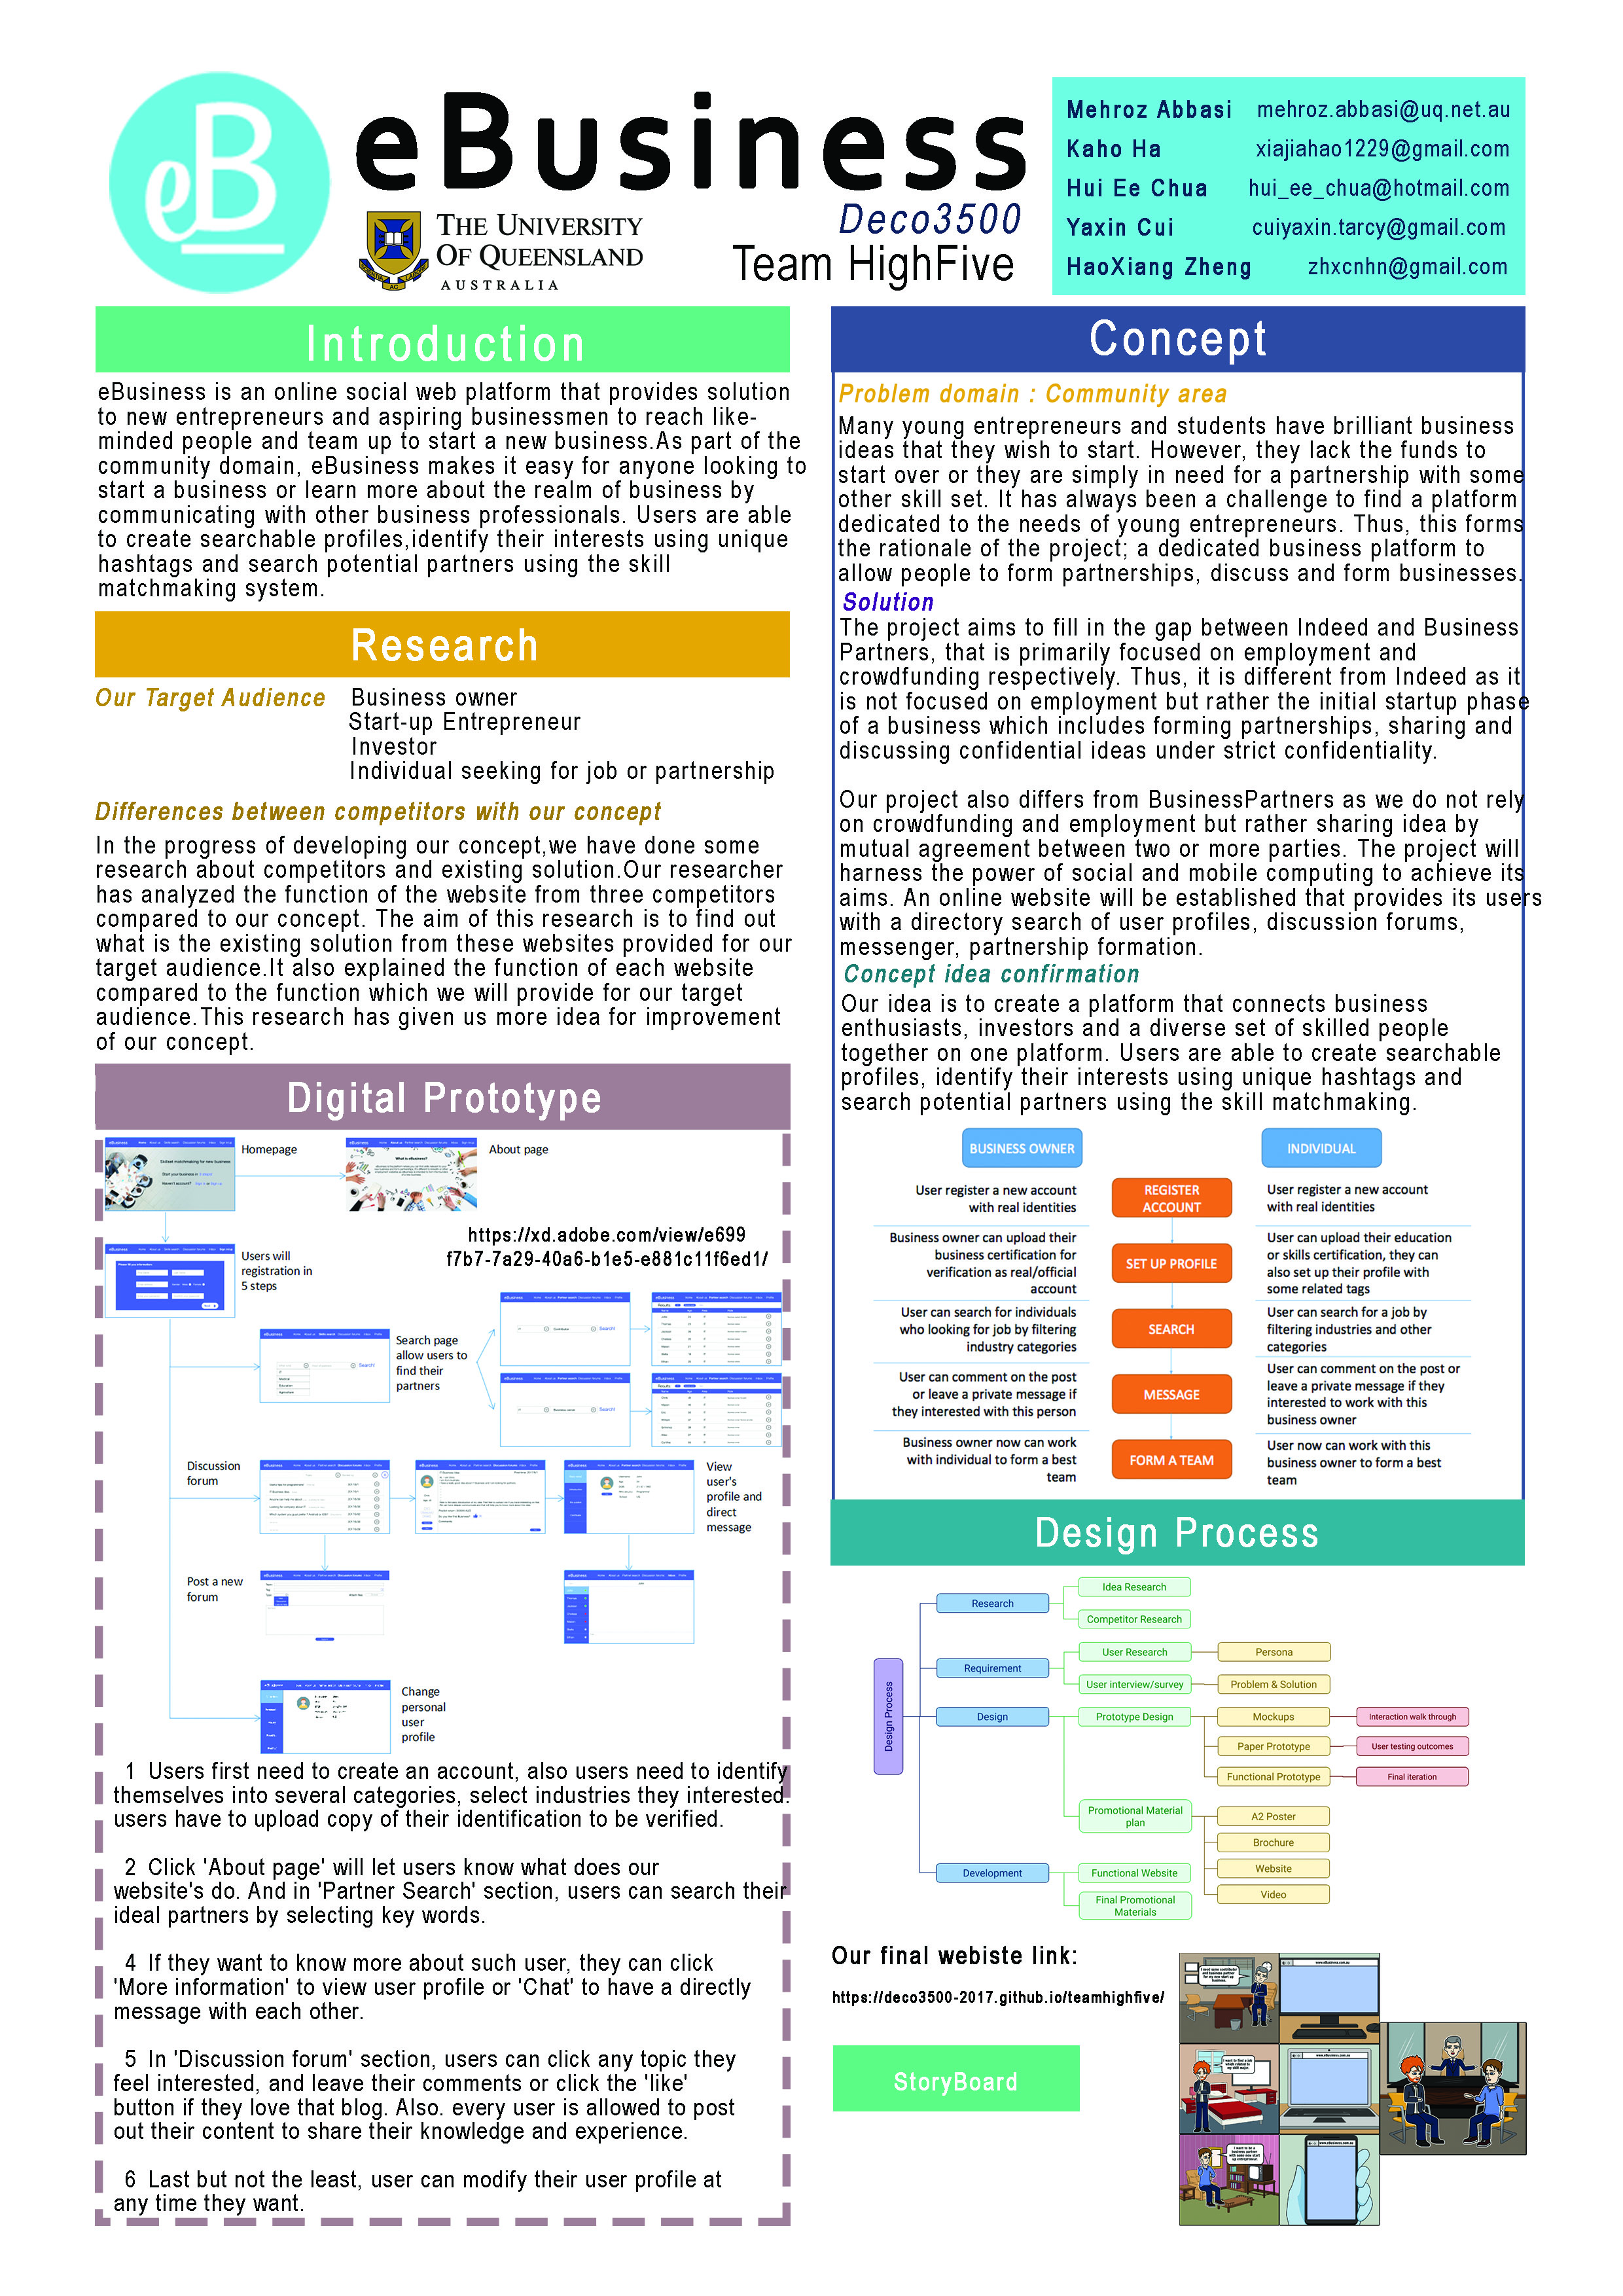 eB
eBusiness
THE UNIVERSITY
OF QUEENSLAND
AUSTRALIA
Deco3500
Team HighFive
Mehroz Abbasi mehroz.abbasi@uq.net.au
Kaho Ha xiajiahao1229@gmail.com
Hui Ee Chua hui_ee_chua@hotmail.com
Yaxin Cui cuiyaxin.tarcy@gmail.com
HaoXiang Zheng zhxcnhn@gmail.com
Introduction
eBusiness is an online social web platform that provides solution
to new entrepreneurs and aspiring businessmen to reach like-
minded people and team up to start a new business.As part of the
community domain, eBusiness makes it easy for anyone looking to
start a business or learn more about the realm of business by
communicating with other business professionals. Users are able
to create searchable profiles,identify their interests using unique
hashtags and search potential partners using the skill
matchmaking system.
Research
Our Target Audience Business owner
Start-up Entrepreneur
Investor
Individual seeking for job or partnership
Differences between competitors with our concept
In the progress of developing our concept,we have done some
research about competitors and existing solution.Our researcher
has analyzed the function of the website from three competitors
compared to our concept. The aim of this research is to find out
what is the existing solution from these websites provided for our
target audience.It also explained the function of each website
compared to the function which we will provide for our target
audience.This research has given us more idea for improvement
of our concept.
Digital Prototype
Homepage
About page
https://xd.adobe.com/view/e699
f7b7-7a29-40a6-b1e5-e881c11f6ed1/
Users will
registration in
5 steps
Search page
allow users to
find their
partners
Discussion
forum
View
user's
profile and
direct
message
Post a new
forum
Change
personal
user
profile
1 Users first need to create an account, also users need to identify
themselves into several categories, select industries they interested.
users have to upload copy of their identification to be verified.
2 Click 'About page' will let users know what does our
website's do. And in 'Partner Search' section, users can search their
ideal partners by selecting key words.
4 If they want to know more about such user, they can click
'More information' to view user profile or 'Chat' to have a directly
message with each other.
5 In 'Discussion forum' section, users can click any topic they
feel interested, and leave their comments or click the 'like'
button if they love that blog. Also. every user is allowed to post
out their content to share their knowledge and experience.
6 Last but not the least, user can modify their user profile at
any time they want.
Concept
Problem domain : Community area
Many young entrepreneurs and students have brilliant business
ideas that they wish to start. However, they lack the funds to
start over or they are simply in need for a partnership with some
other skill set. It has always been a challenge to find a platform
dedicated to the needs of young entrepreneurs. Thus, this forms
the rationale of the project; a dedicated business platform to
allow people to form partnerships, discuss and form businesses.
Solution
The project aims to fill in the gap between Indeed and Business
Partners, that is primarily focused on employment and
crowdfunding respectively. Thus, it is different from Indeed as it
is not focused on employment but rather the initial startup phase
of a business which includes forming partnerships, sharing and
discussing confidential ideas under strict confidentiality.
Our project also differs from BusinessPartners as we do not rely
on crowdfunding and employment but rather sharing idea by
mutual agreement between two or more parties. The project will
harness the power of social and mobile computing to achieve its
aims. An online website will be established that provides its users
with a directory search of user profiles, discussion forums,
messenger, partnership formation.
Concept idea confirmation
Our idea is to create a platform that connects business
enthusiasts, investors and a diverse set of skilled people
together on one platform. Users are able to create searchable
profiles, identify their interests using unique hashtags and
search potential partners using the skill matchmaking.
BUSINESS OWNER
INDIVIDUAL
User register a new account
with real identities
REGISTER
ACCOUNT
User register a new account
with real identities
Business owner can upload their
business certification for
verification as real/official
account
SET UP PROFILE
User can upload their education
or skills certification, they can
also set up their profile with
some related tags
User can search for individuals
who looking for job by filtering
industry categories
SEARCH
User can search for a job by
filtering industries and other
categories
User can comment on the post
or leave a private message if
they interested with this person
MESSAGE
User can comment on the post or
leave a private message if they
interested to work with this
business owner
Business owner now can work
with individual to form a best
team
FORM A TEAM
User now can work with this
business owner to form a best
team
Design Process
Design Process
Research
Idea Research
Competitor Research
Requirement
User Research
Persona
User interview/survey
Problem & Solution
Design
Prototype Design
Mockups
Interaction walk through
Paper Prototype
User testing outcomes
Functional Prototype
Final iteration
Promotional Material
plan
A2 Poster
Brochure
Website
Video
Development
Functional Website
Final Promotional
Materials
Our final webiste link:
https://deco3500-2017.github.io/teamhighfive/
StoryBoard